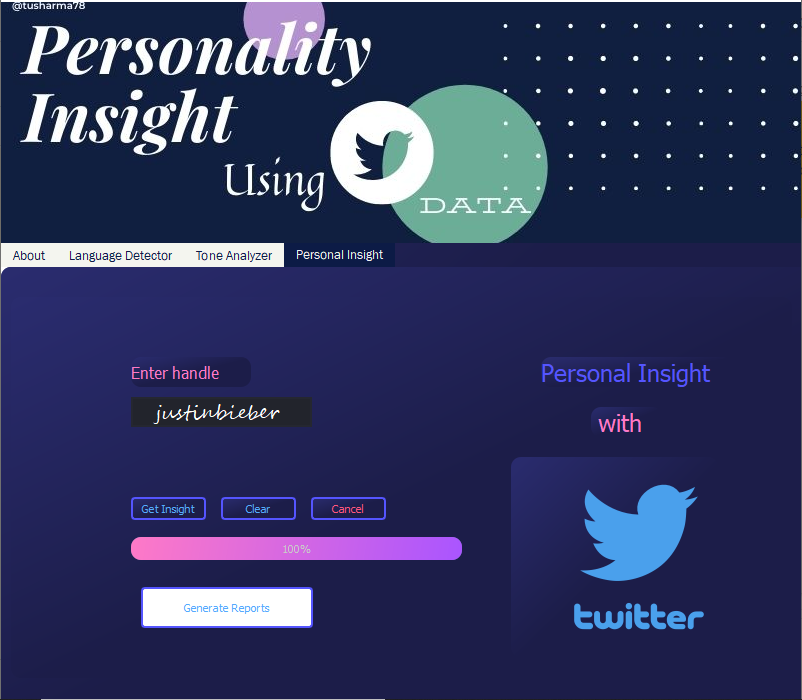 @tusharma78
Personality
Insight
Using
DATA
About Language Detector Tone Analyzer Personal Insight
Enter handle
justinbieber
Get Insight Clear Cancel
100%
Generate Reports
Personal Insight
with
twitter